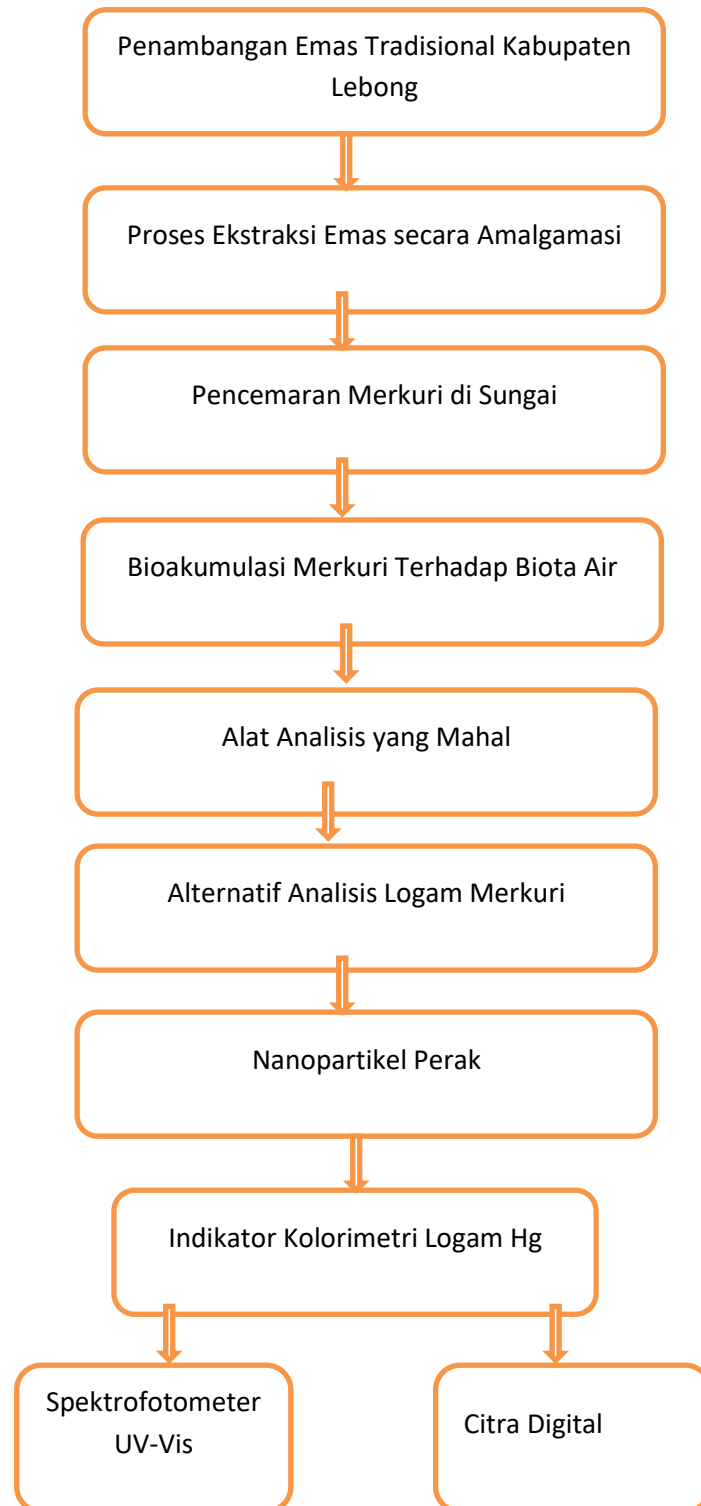 Penambangan Emas Tradisional Kabupaten
Lebong
Proses Ekstraksi Emas secara Amalgamasi
Pencemaran Merkuri di Sungai
Bioakumulasi Merkuri Terhadap Biota Air
Alat Analisis yang Mahal
Alternatif Analisis Logam Merkuri
Nanopartikel Perak
Indikator Kolorimetri Logam Hg
Spektrofotometer
UV-Vis
Citra Digital